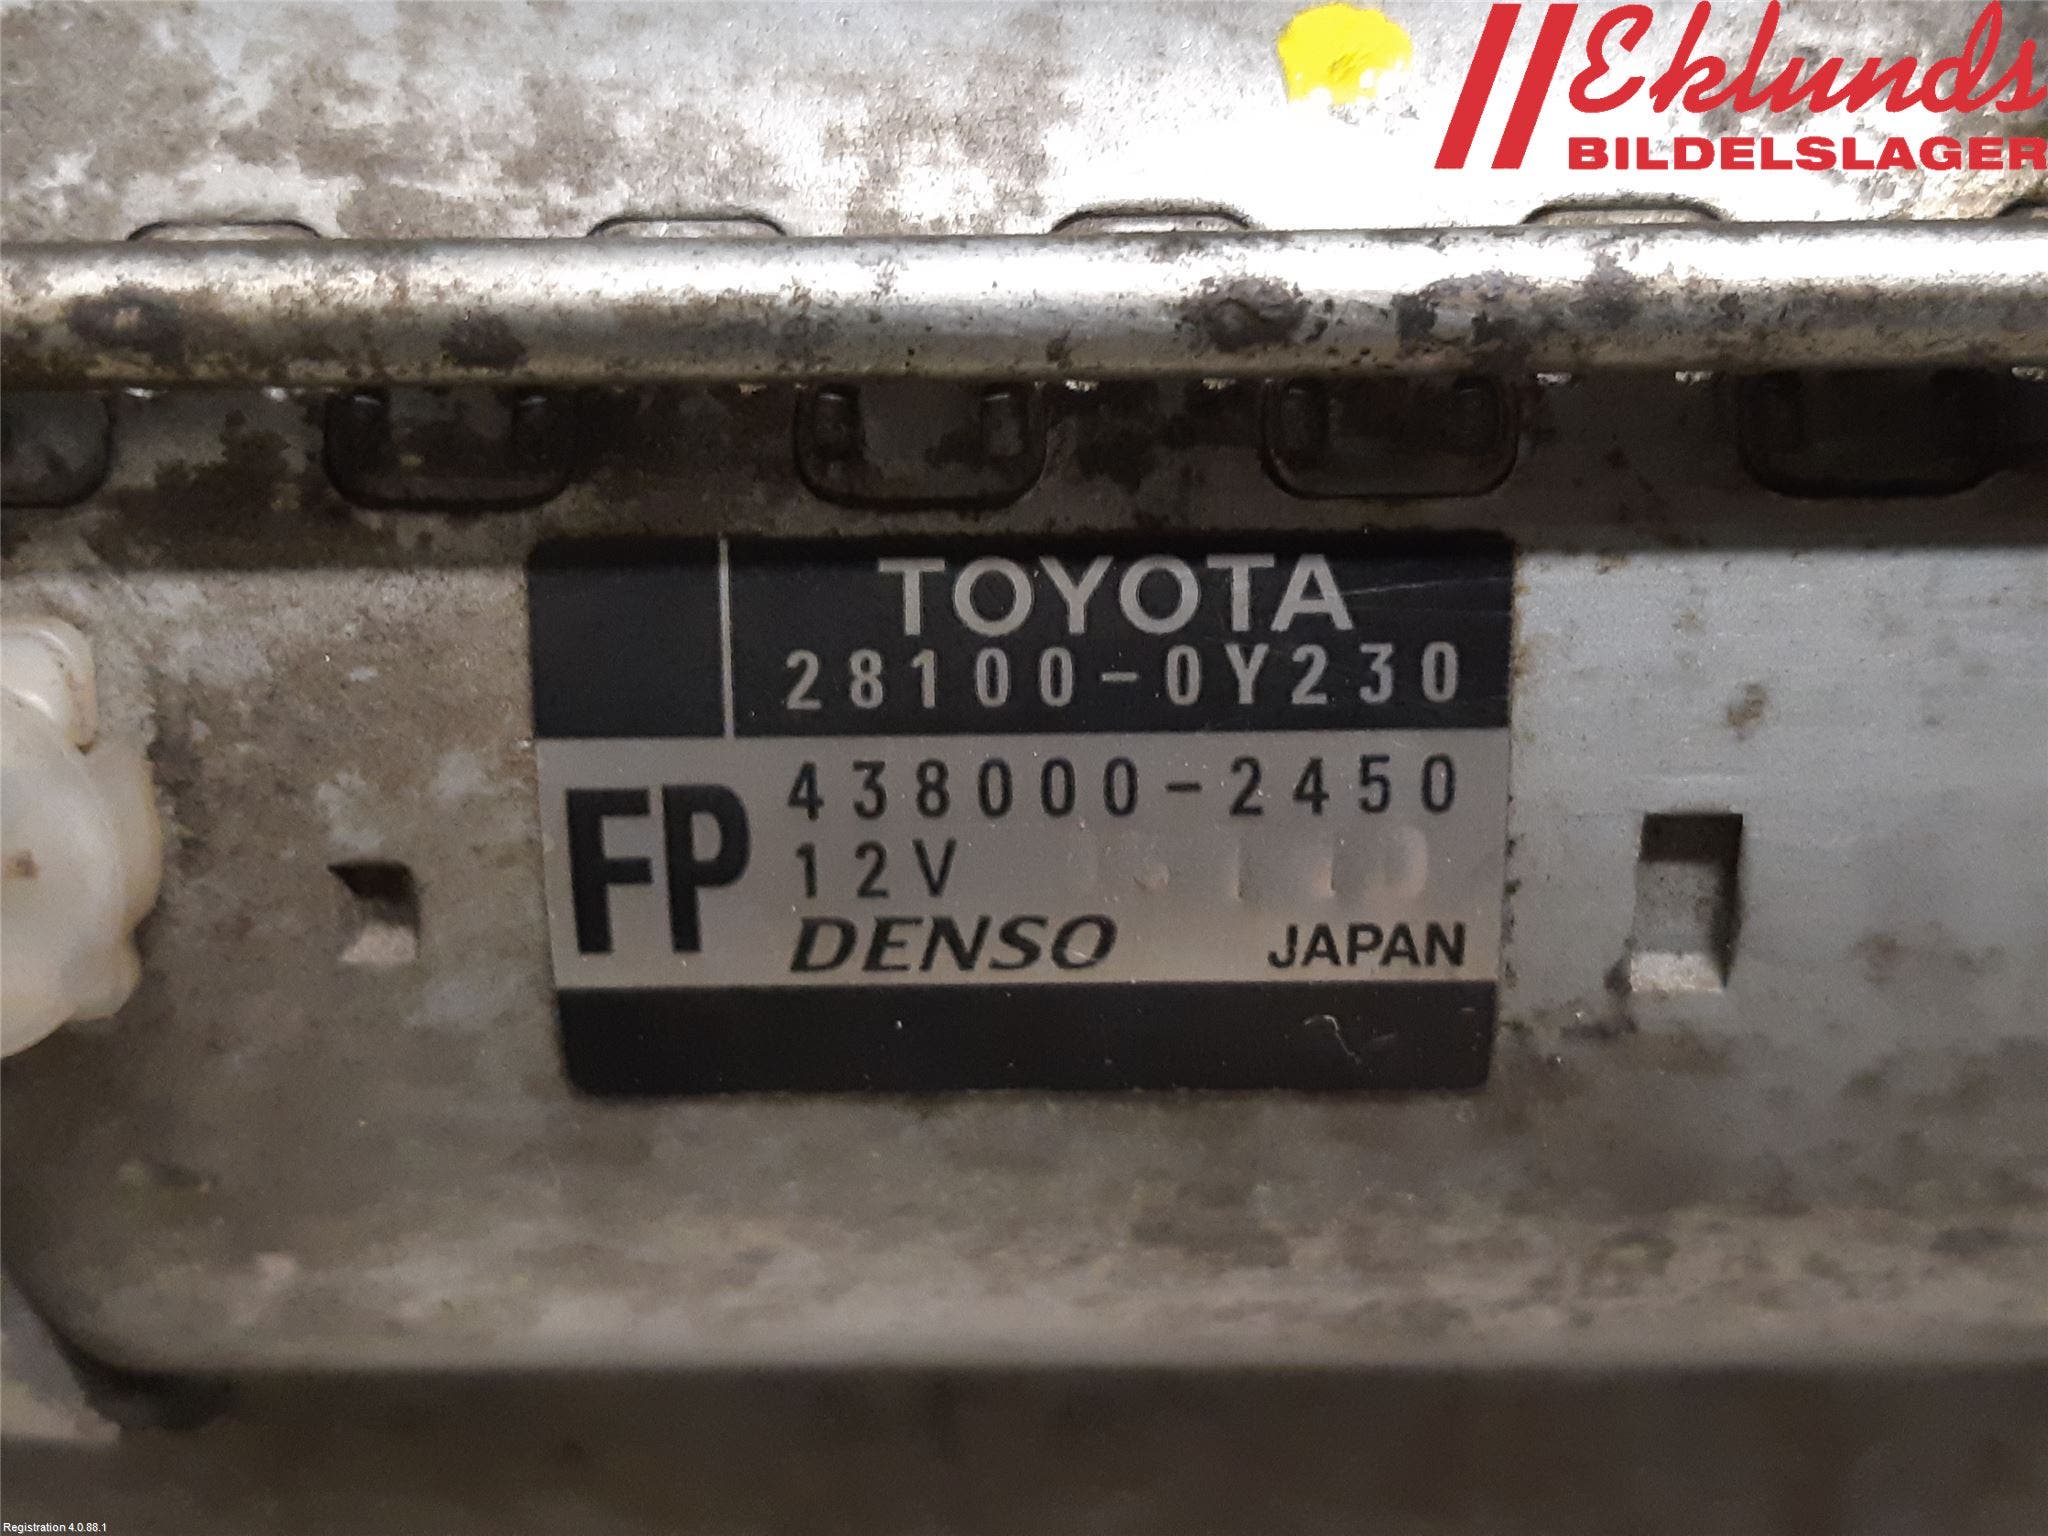 Eklunds
BILDELSLAGER
TOYOTA
28100-0Y230
FP
438000-2450
12V
DENSO JAPAN
Registration 4.0.88.1